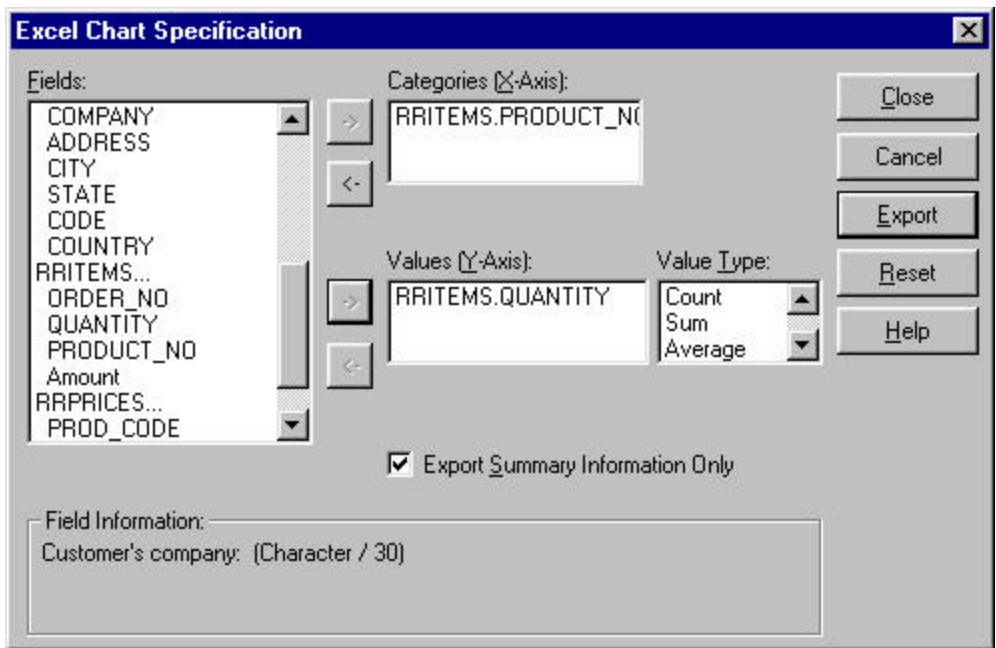 Excel Chart Specification
Fields:
COMPANY
ADDRESS
CITY
STATE
CODE
COUNTRY
RRITEMS...
ORDER_NO
QUANTITY
PRODUCT_NO
Amount
RRPRICES...
PROD_CODE
->
<-
Categories (X-Axis):
RRITEMS.PRODUCT_NO
->
<-
Values (Y-Axis):
RRITEMS.QUANTITY
Value Type:
Count
Sum
Average
Export Summary Information Only
Close
Cancel
Export
Reset
Help
Field Information:
Customer's company: (Character / 30)